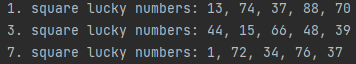 1. square lucky numbers: 13, 74, 37, 88, 70
3. square lucky numbers: 44, 15, 66, 48, 39
7. square lucky numbers: 1, 72, 34, 76, 37